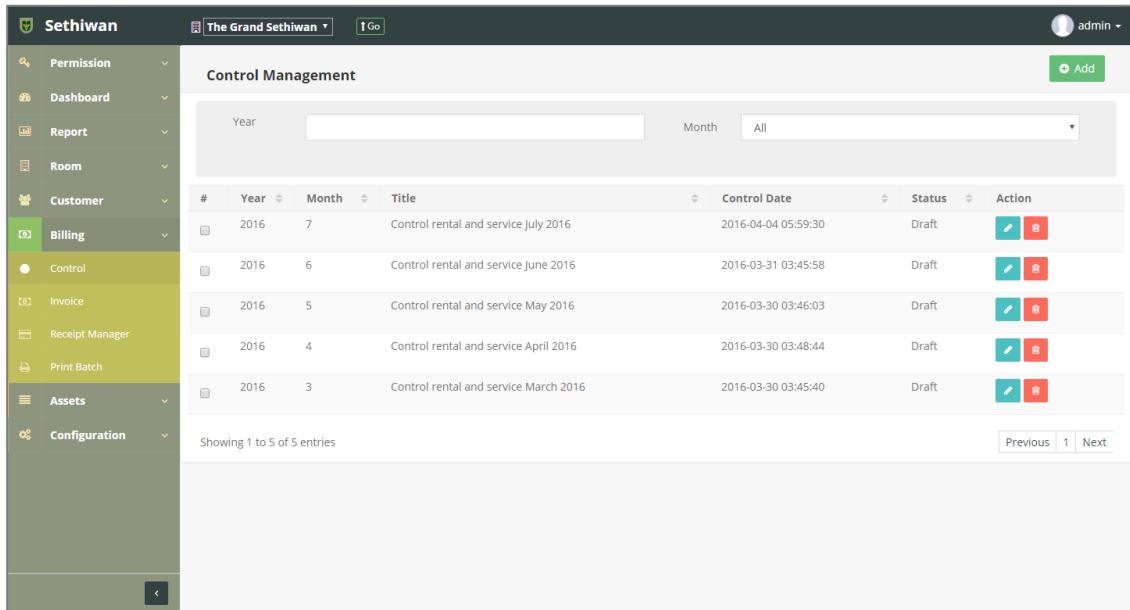 Sethiwan The Grand Sethiwan Go admin
Permission
Dashboard
Report
Room
Customer
Billing
Control
Invoice
Receipt Manager
Print Batch
Assets
Configuration
Control Management Add
Year Month All
# Year Month Title Control Date Status Action
2016 7 Control rental and service July 2016 2016-04-04 05:59:30 Draft
2016 6 Control rental and service June 2016 2016-03-31 03:45:58 Draft
2016 5 Control rental and service May 2016 2016-03-30 03:46:03 Draft
2016 4 Control rental and service April 2016 2016-03-30 03:48:44 Draft
2016 3 Control rental and service March 2016 2016-03-30 03:45:40 Draft
Showing 1 to 5 of 5 entries Previous 1 Next